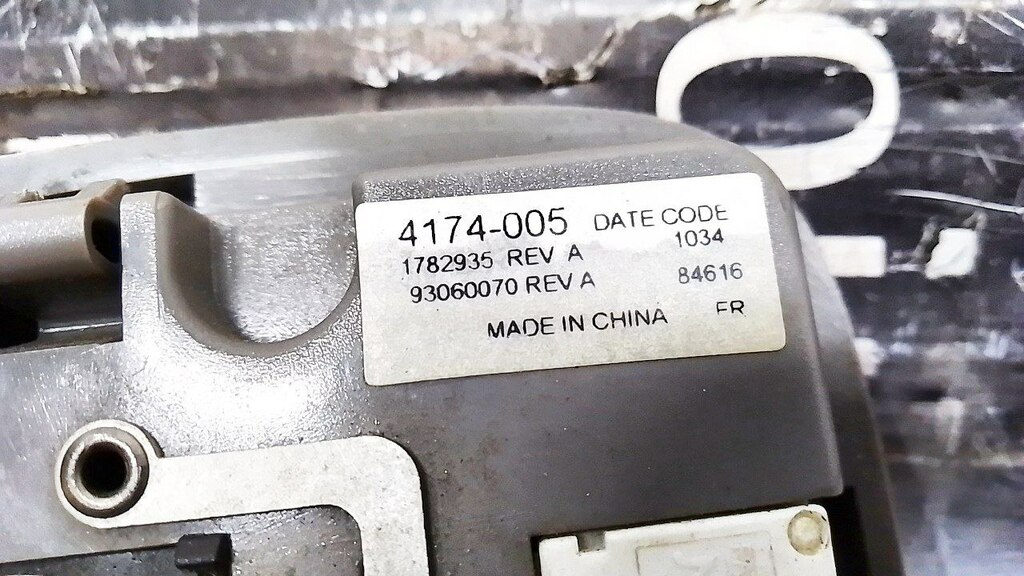 4174-005 DATE CODE
1782935 REV A 1034
93060070 REV A 84616
MADE IN CHINA FR